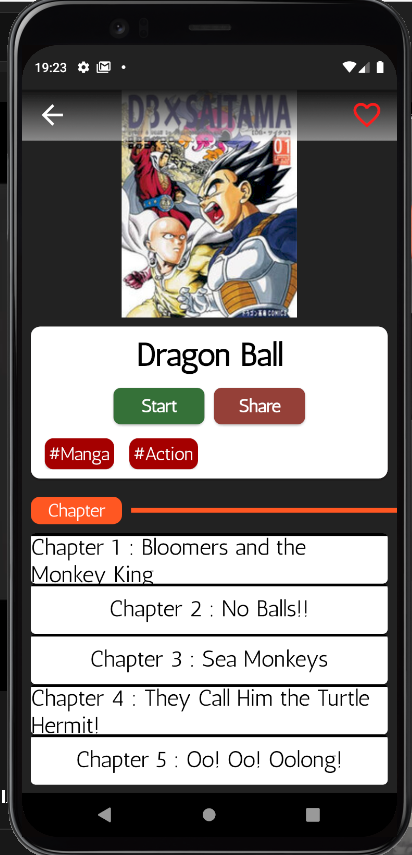 19:23
DB×SAITAMA
01
Dragon Ball
Start
Share
#Manga
#Action
Chapter
Chapter 1 : Bloomers and the
Monkey King
Chapter 2 : No Balls!!
Chapter 3 : Sea Monkeys
Chapter 4 : They Call Him the Turtle
Hermit!
Chapter 5 : Oo! Oo! Oolong!